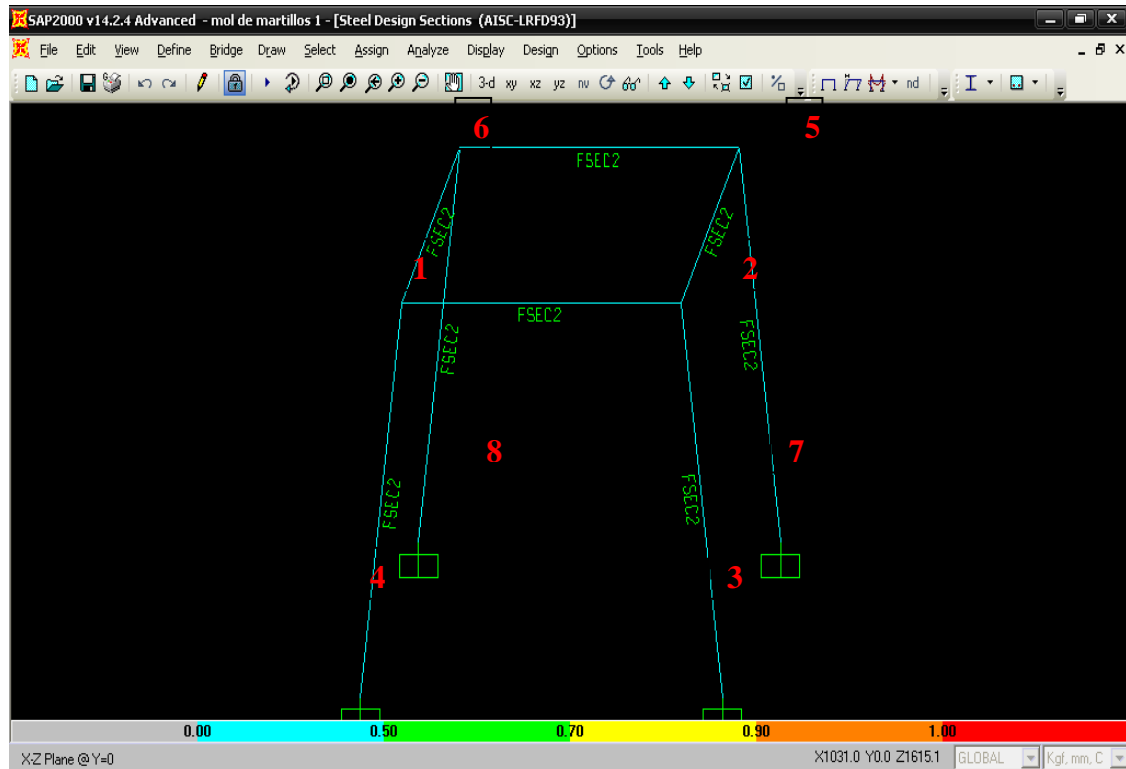 SAP2000 v14.2.4 Advanced - mol de martillos 1 - [Steel Design Sections (AISC-LRFD93)]
File Edit View Define Bridge Draw Select Assign Analyze Display Design Options Tools Help
3-d xy xz yz nv nd
6 5
FSEC2
FSEC2 FSEC2
1 2
FSEC2
FSEC2 FSEC2
8 7
FSEC2 FSEC2
4 3
0.00 0.50 0.70 0.90 1.00
X-Z Plane @ Y=0 X1031.0 Y0.0 Z1615.1 GLOBAL Kgf, mm, C